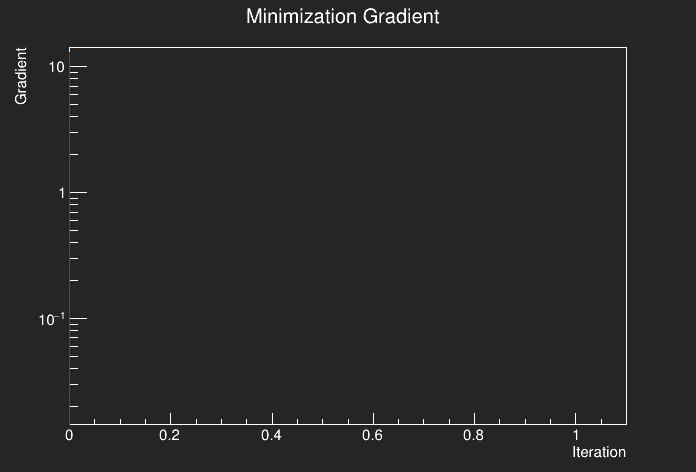 Minimization Gradient
Gradient
10
1
10⁻¹
0 0.2 0.4 0.6 0.8 1
Iteration